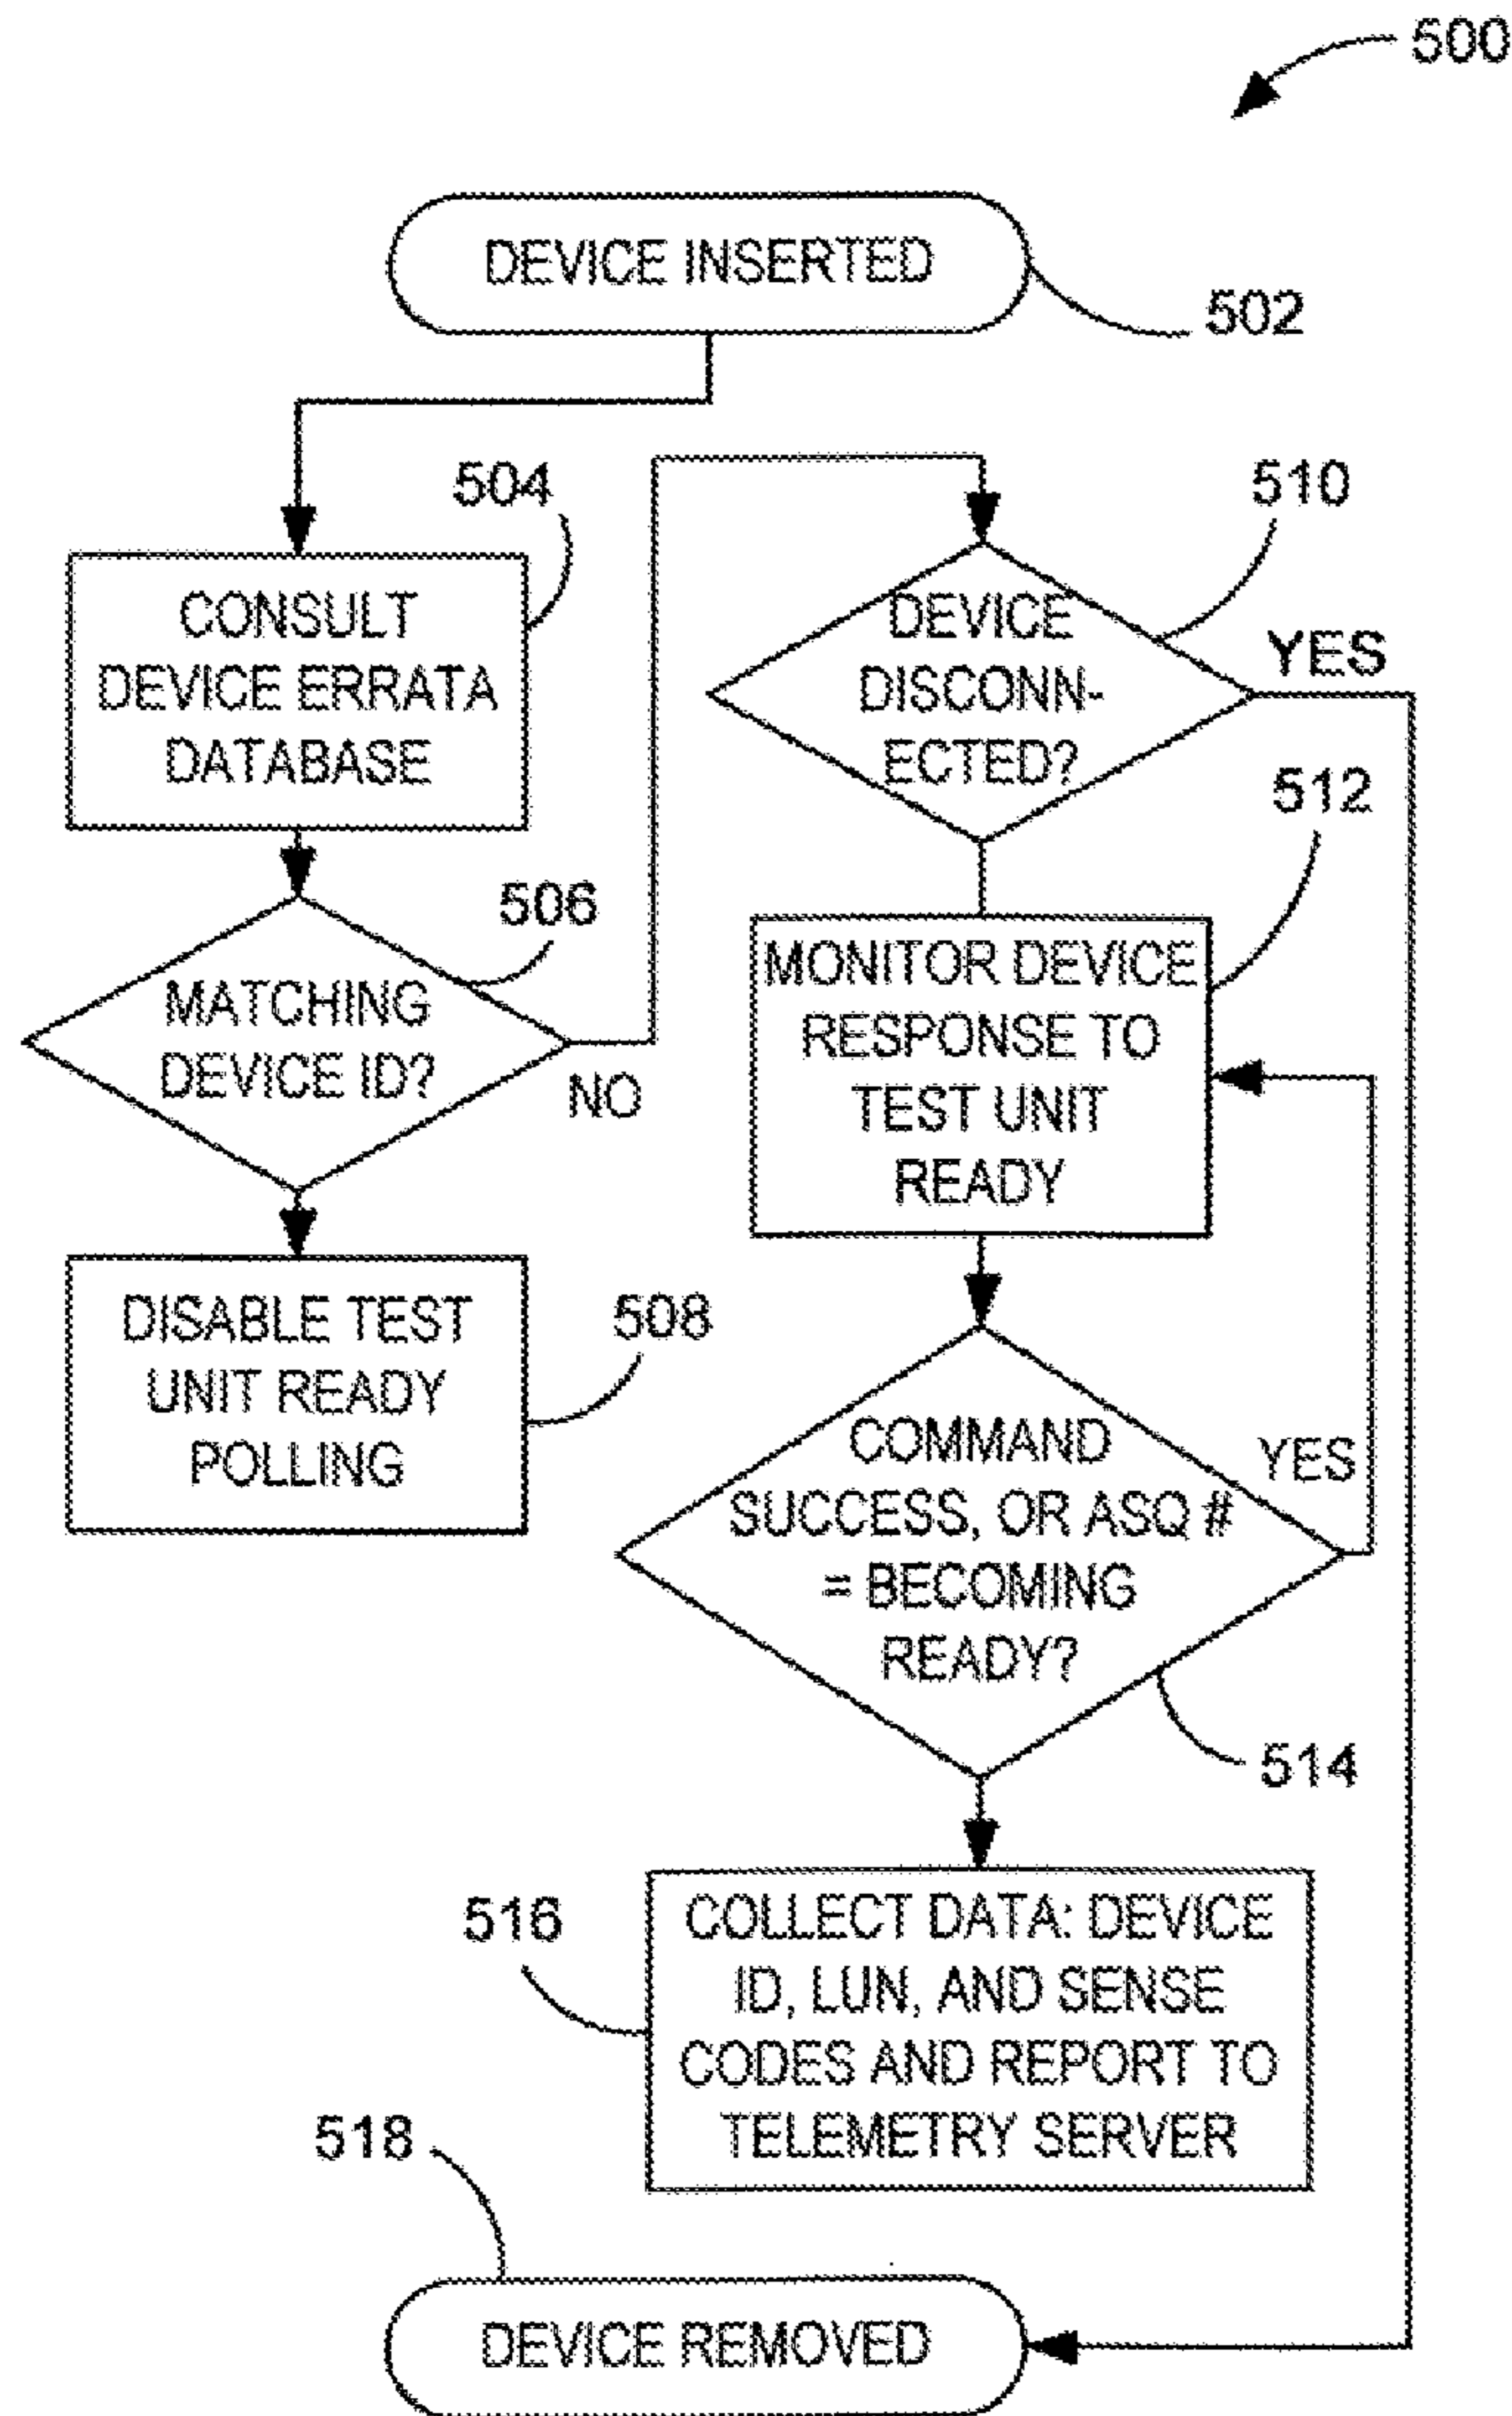 500
DEVICE INSERTED
502
504
CONSULT
DEVICE ERRATA
DATABASE
506
MATCHING
DEVICE ID?
NO
DISABLE TEST
UNIT READY
POLLING
508
510
DEVICE
DISCONN-
ECTED?
YES
512
MONITOR DEVICE
RESPONSE TO
TEST UNIT
READY
COMMAND
SUCCESS, OR ASQ #
= BECOMING
READY?
YES
514
516
COLLECT DATA: DEVICE
ID, LUN, AND SENSE
CODES AND REPORT TO
TELEMETRY SERVER
518
DEVICE REMOVED